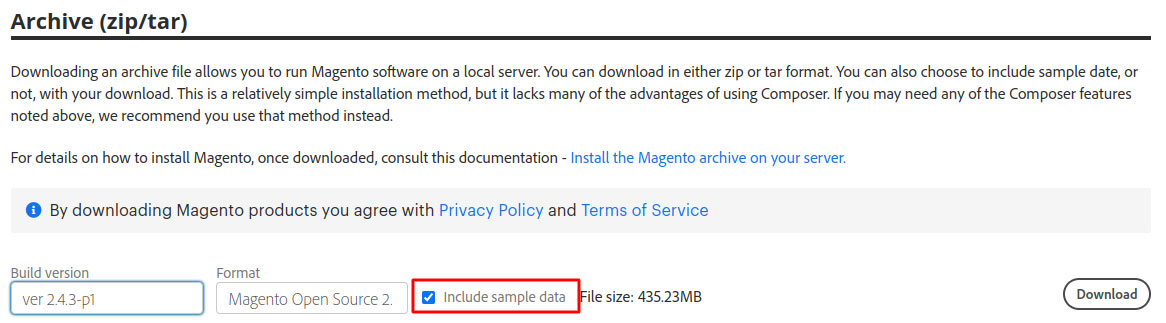 Archive (zip/tar)
Downloading an archive file allows you to run Magento software on a local server. You can download in either zip or tar format. You can also choose to include sample date, or
not, with your download. This is a relatively simple installation method, but it lacks many of the advantages of using Composer. If you may need any of the Composer features
noted above, we recommend you use that method instead.
For details on how to install Magento, once downloaded, consult this documentation - Install the Magento archive on your server.
By downloading Magento products you agree with Privacy Policy and Terms of Service
Build version Format
ver 2.4.3-p1 Magento Open Source 2. Include sample data File size: 435.23MB Download